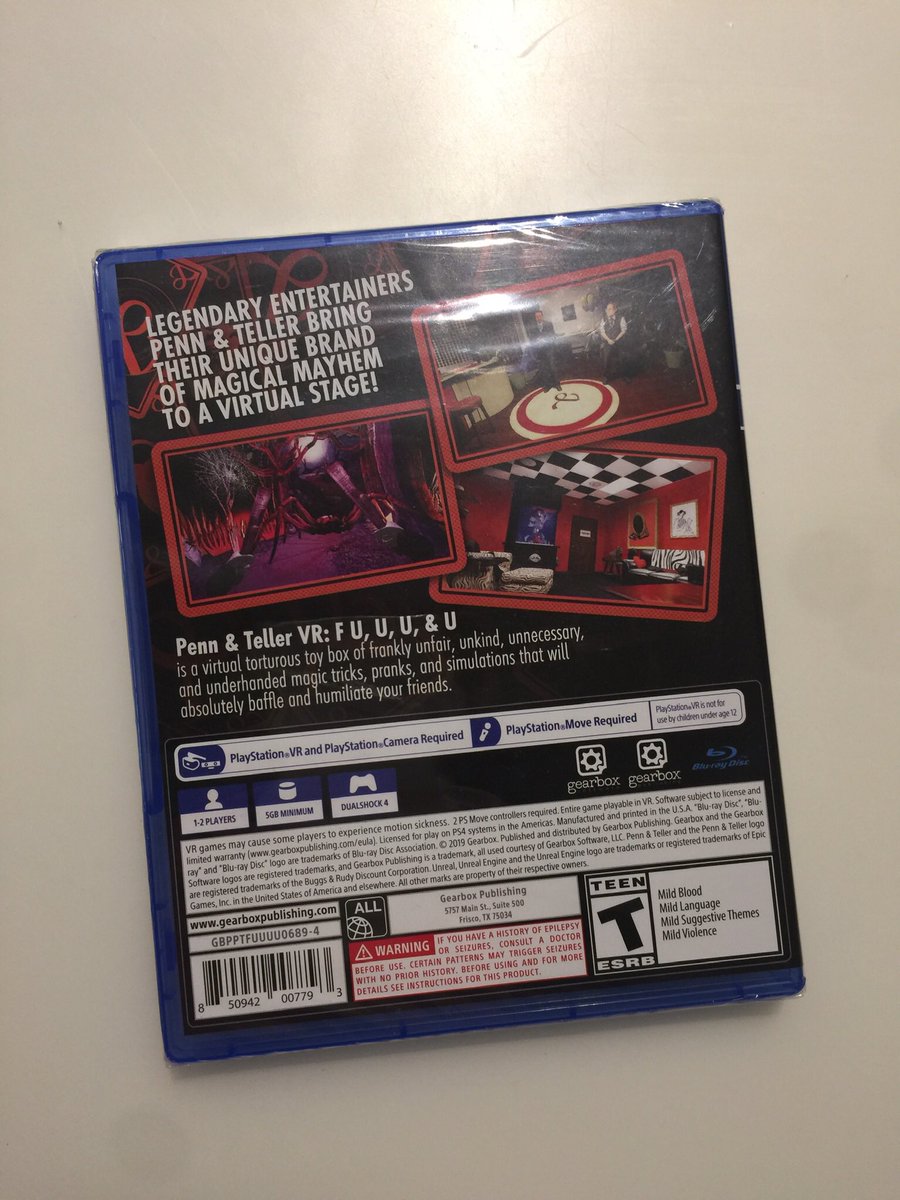 LEGENDARY ENTERTAINERS
PENN & TELLER BRING
THEIR UNIQUE BRAND
OF MAGICAL MAYHEM
TO A VIRTUAL STAGE!
Penn & Teller VR: F U, U, U, & U
is a virtual torturous toy box of frankly unfair, unkind, unnecessary,
and underhanded magic tricks, pranks, and simulations that will
absolutely baffle and humiliate your friends.
PlayStation®VR and PlayStation®Camera Required
PlayStation®Move Required
PlayStation®VR is not for
use by children under age 12
1-2 PLAYERS
5GB MINIMUM
DUALSHOCK 4
gearbox
gearbox
Blu-ray Disc
VR games may cause some players to experience motion sickness. 2 PS Move controllers required. Entire game playable in VR. Software subject to license and
limited warranty (www.gearboxpublishing.com/eula). Licensed for play on PS4 systems in the Americas. Manufactured and printed in the U.S.A. "Blu-ray Disc", "Blu-
ray" and "Blu-ray Disc" logo are trademarks of Blu-ray Disc Association. © 2019 Gearbox. Published and distributed by Gearbox Publishing. Gearbox and the Gearbox
Software logos are registered trademarks, and Gearbox Publishing is a trademark, all used courtesy of Gearbox Software, LLC. Penn & Teller and the Penn & Teller logo
are registered trademarks of the Buggs & Rudy Discount Corporation. Unreal, Unreal Engine and the Unreal Engine logo are trademarks or registered trademarks of Epic
Games, Inc. in the United States of America and elsewhere. All other marks are property of their respective owners.
www.gearboxpublishing.com
GBPPTFUUUU0689-4
8 50942 00779 3
ALL
Gearbox Publishing
5757 Main St., Suite 500
Frisco, TX 75034
WARNING
IF YOU HAVE A HISTORY OF EPILEPSY
OR SEIZURES, CONSULT A DOCTOR
BEFORE USE. CERTAIN PATTERNS MAY TRIGGER SEIZURES
WITH NO PRIOR HISTORY. BEFORE USING AND FOR MORE
DETAILS SEE INSTRUCTIONS FOR THIS PRODUCT.
TEEN
T
ESRB
Mild Blood
Mild Language
Mild Suggestive Themes
Mild Violence